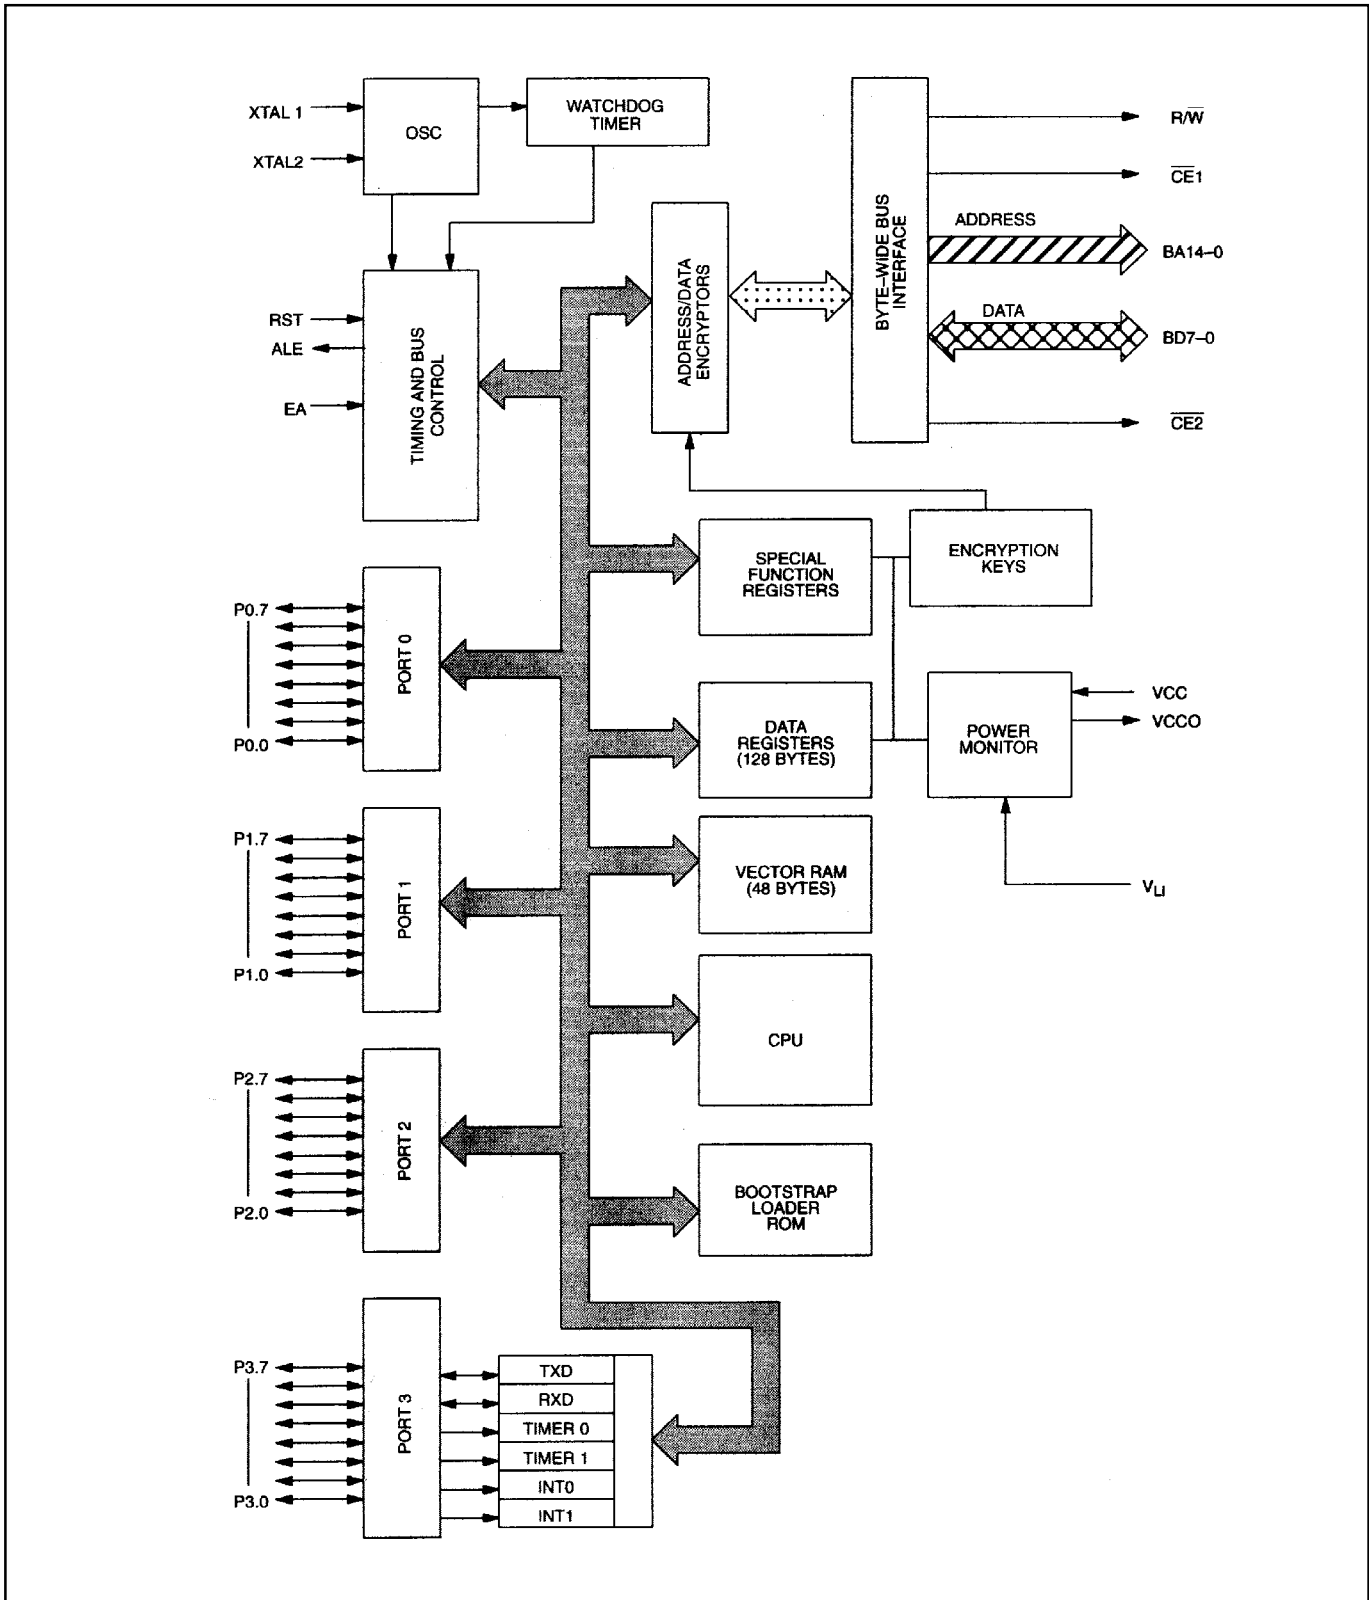 XTAL 1
XTAL2
OSC
WATCHDOG
TIMER
RST
ALE
EA
TIMING AND BUS
CONTROL
ADDRESS/DATA
ENCRYPTORS
BYTE-WIDE BUS
INTERFACE
R/W̅
C̅E̅1
ADDRESS
BA14–0
DATA
BD7–0
C̅E̅2̅
ENCRYPTION
KEYS
SPECIAL
FUNCTION
REGISTERS
P0.7
P0.0
PORT 0
DATA
REGISTERS
(128 BYTES)
POWER
MONITOR
VCC
VCCO
VLI
P1.7
P1.0
PORT 1
VECTOR RAM
(48 BYTES)
CPU
P2.7
P2.0
PORT 2
BOOTSTRAP
LOADER
ROM
P3.7
P3.0
PORT 3
TXD
RXD
TIMER 0
TIMER 1
INT0
INT1